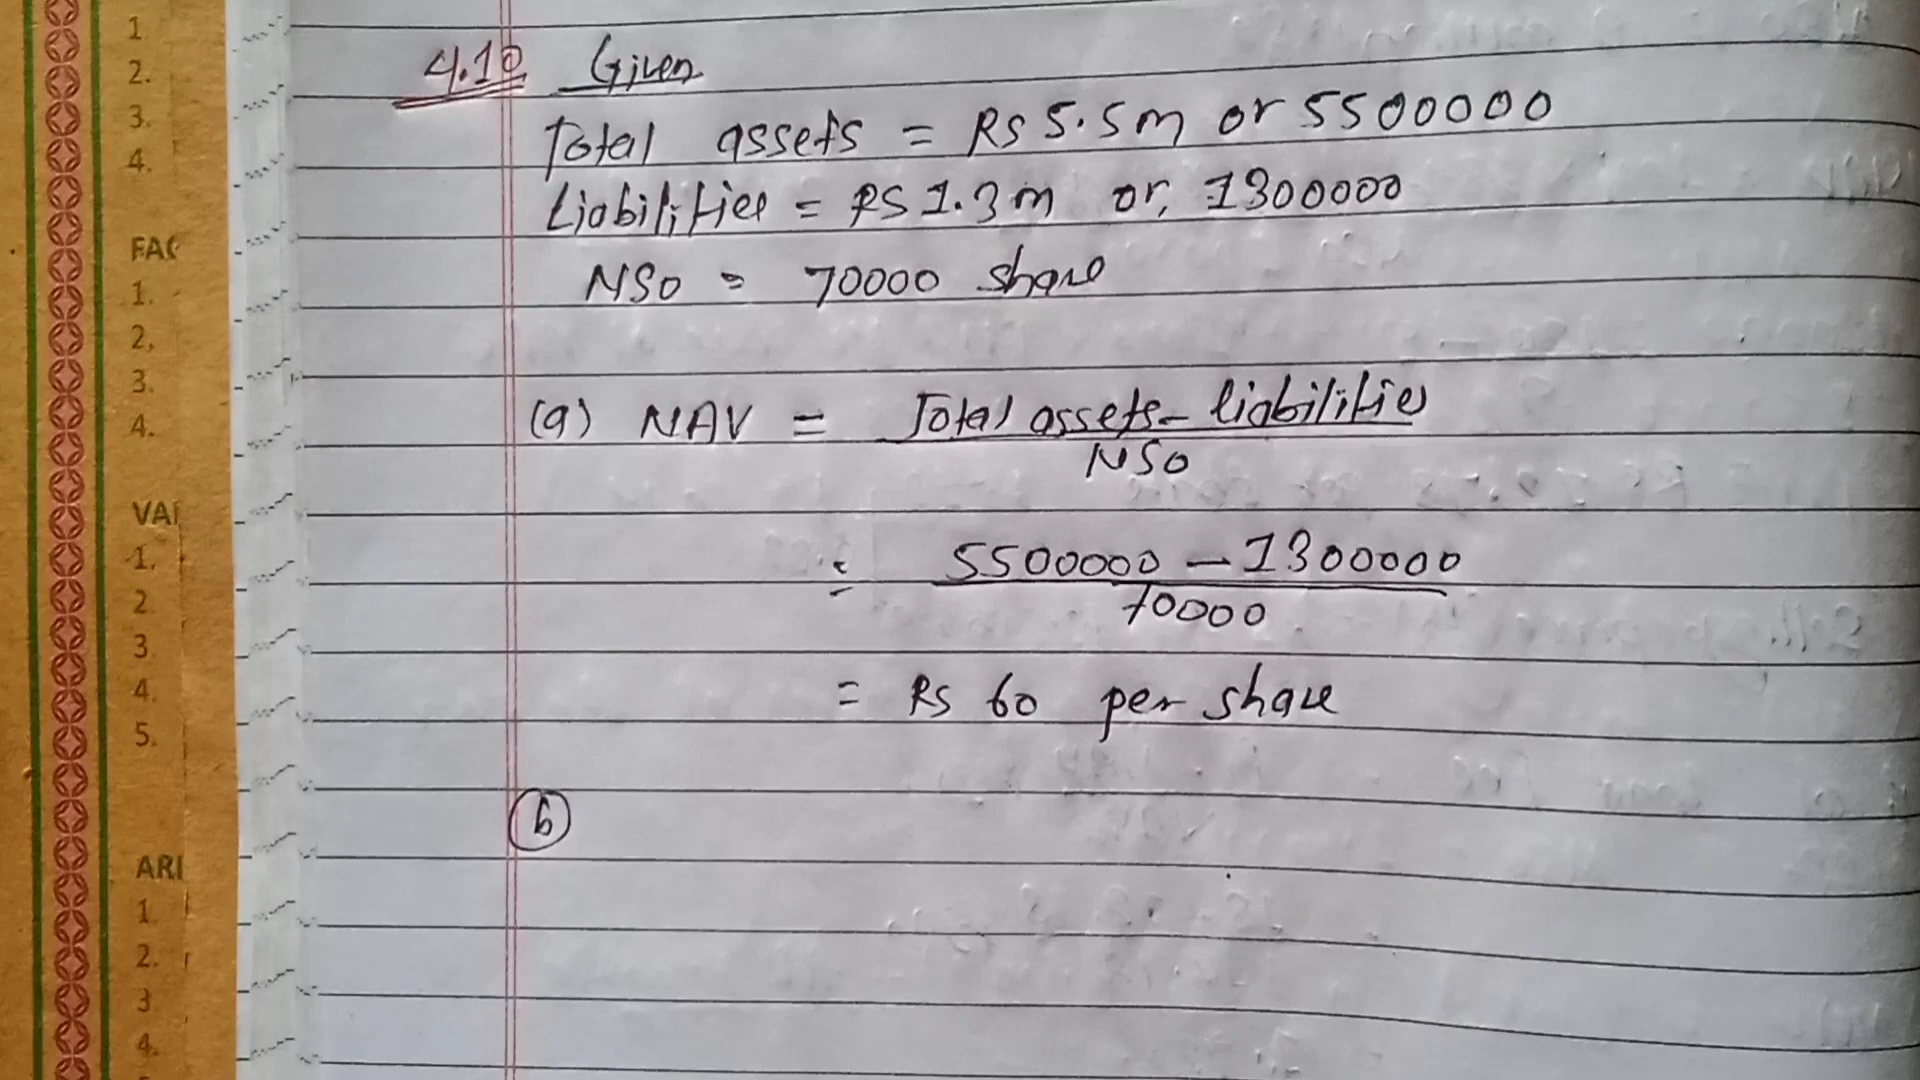 1
2.
3.
4.
FAC
1.
2,
3.
4.
VAI
1.
2
3.
4.
5.
ARI
1.
2.
3
4.
4.10 Given
Total assets = RS 5.5m or 5500000
Liabilities = RS 1.3m or, 1300000
NSO = 70000 share
(a) NAV = Total assets - liabilities
NSO
= 5500000 - 1300000
70000
= RS 60 per share
(b)